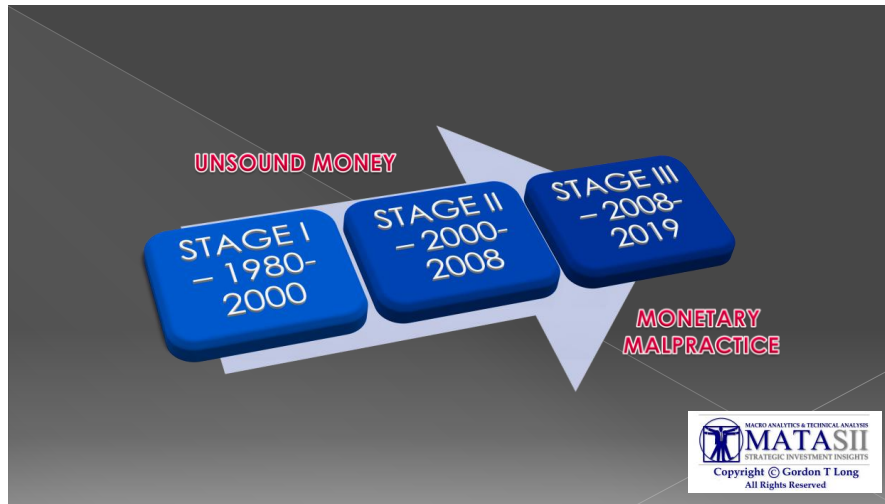 UNSOUND MONEY
STAGE I
– 1980-
2000
STAGE II
– 2000-
2008
STAGE III
– 2008-
2019
MONETARY
MALPRACTICE
MACRO ANALYTICS & TECHNICAL ANALYSIS
MATASII
STRATEGIC INVESTMENT INSIGHTS
Copyright © Gordon T Long
All Rights Reserved